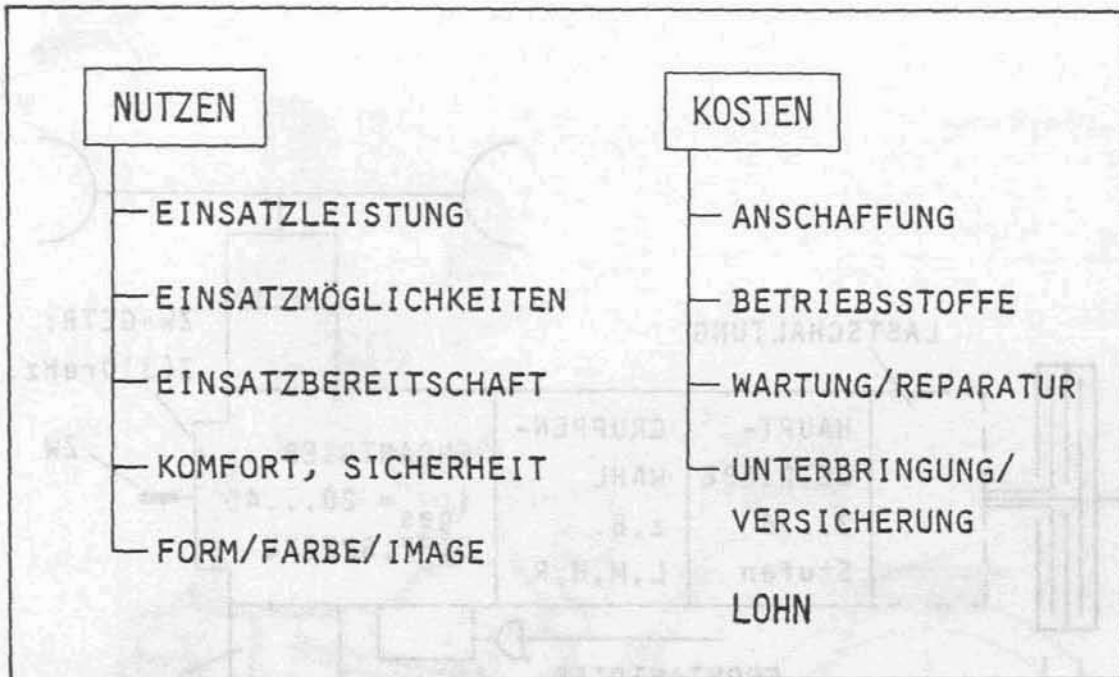 NUTZEN
EINSATZLEISTUNG
EINSATZMÖGLICHKEITEN
EINSATZBEREITSCHAFT
KOMFORT, SICHERHEIT
FORM/FARBE/IMAGE
KOSTEN
ANSCHAFFUNG
BETRIEBSSTOFFE
WARTUNG/REPARATUR
UNTERBRINGUNG/
VERSICHERUNG
LOHN